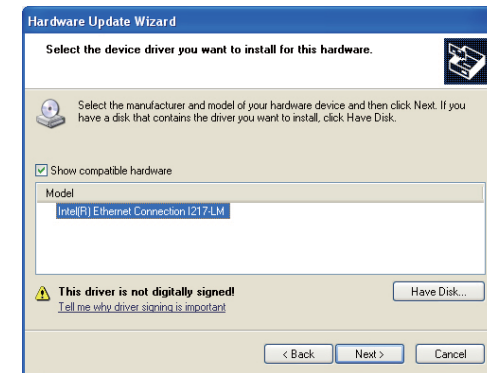 Hardware Update Wizard
Select the device driver you want to install for this hardware.
Select the manufacturer and model of your hardware device and then click Next. If you
have a disk that contains the driver you want to install, click Have Disk.
Show compatible hardware
Model
Intel(R) Ethernet Connection I217-LM
This driver is not digitally signed!
Have Disk...
Tell me why driver signing is important
< Back
Next >
Cancel